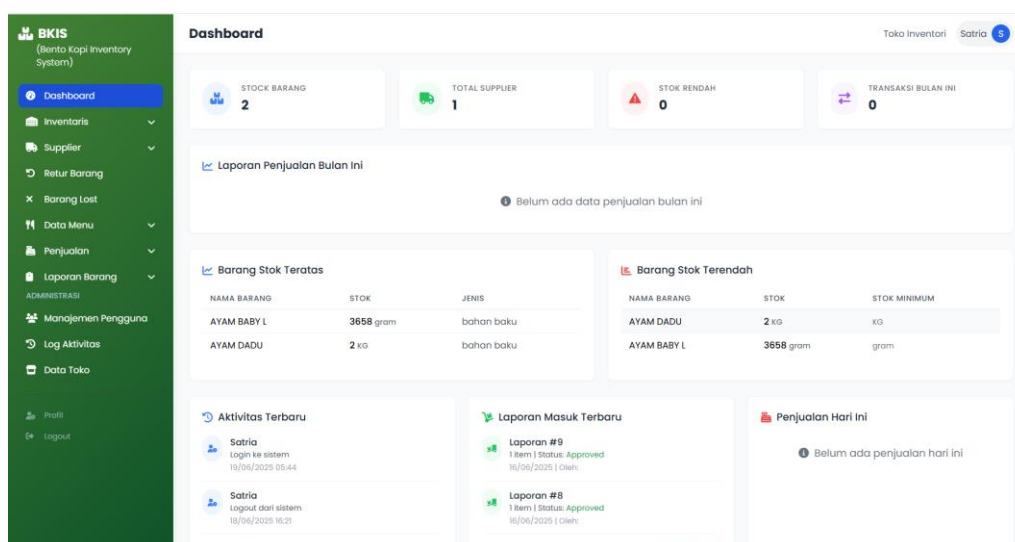 BKIS
(Bento Kopi Inventory
System)
Dashboard
Inventaris
Supplier
Retur Barang
Barang Lost
Data Menu
Penjualan
Laporan Barang
ADMINISTRASI
Manajemen Pengguna
Log Aktivitas
Data Toko
Profil
Logout
Dashboard
Toko Inventori Satria S
STOCK BARANG
2
TOTAL SUPPLIER
1
STOK RENDAH
0
TRANSAKSI BULAN INI
0
Laporan Penjualan Bulan Ini
Belum ada data penjualan bulan ini
Barang Stok Teratas
NAMA BARANG STOK JENIS
AYAM BABY L 3658 gram bahan baku
AYAM DADU 2 KG bahan baku
Barang Stok Terendah
NAMA BARANG STOK STOK MINIMUM
AYAM DADU 2 KG KG
AYAM BABY L 3658 gram gram
Aktivitas Terbaru
Satria
Login ke sistem
19/06/2025 05:44
Satria
Logout dari sistem
18/06/2025 16:21
Laporan Masuk Terbaru
Laporan #9
1 item | Status: Approved
16/06/2025 | Oleh:
Laporan #8
1 item | Status: Approved
16/06/2025 | Oleh:
Penjualan Hari Ini
Belum ada penjualan hari ini